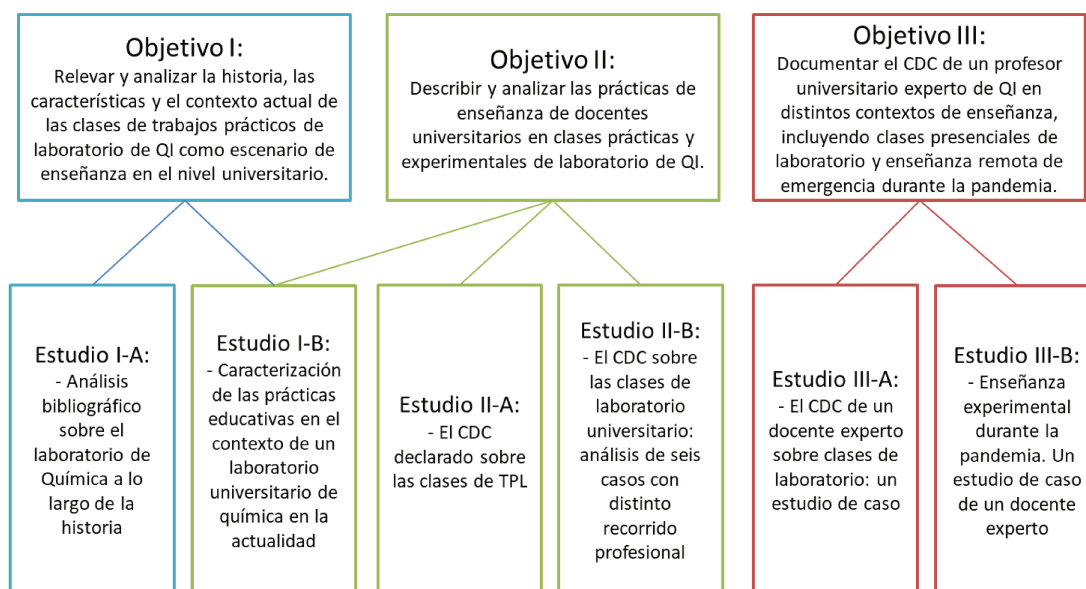 Objetivo I:
Relevar y analizar la historia, las
características y el contexto actual de
las clases de trabajos prácticos de
laboratorio de QI como escenario de
enseñanza en el nivel universitario.
Objetivo II:
Describir y analizar las prácticas de
enseñanza de docentes
universitarios en clases prácticas y
experimentales de laboratorio de QI.
Objetivo III:
Documentar el CDC de un profesor
universitario experto de QI en
distintos contextos de enseñanza,
incluyendo clases presenciales de
laboratorio y enseñanza remota de
emergencia durante la pandemia.
Estudio I-A:
- Análisis
bibliográfico
sobre el
laboratorio de
Química a lo
largo de la
historia
Estudio I-B:
- Caracterización
de las prácticas
educativas en el
contexto de un
laboratorio
universitario de
química en la
actualidad
Estudio II-A:
- El CDC
declarado sobre
las clases de TPL
Estudio II-B:
- El CDC sobre
las clases de
laboratorio
universitario:
análisis de seis
casos con
distinto
recorrido
profesional
Estudio III-A:
- El CDC de un
docente experto
sobre clases de
laboratorio: un
estudio de caso
Estudio III-B:
- Enseñanza
experimental
durante la
pandemia. Un
estudio de caso
de un docente
experto